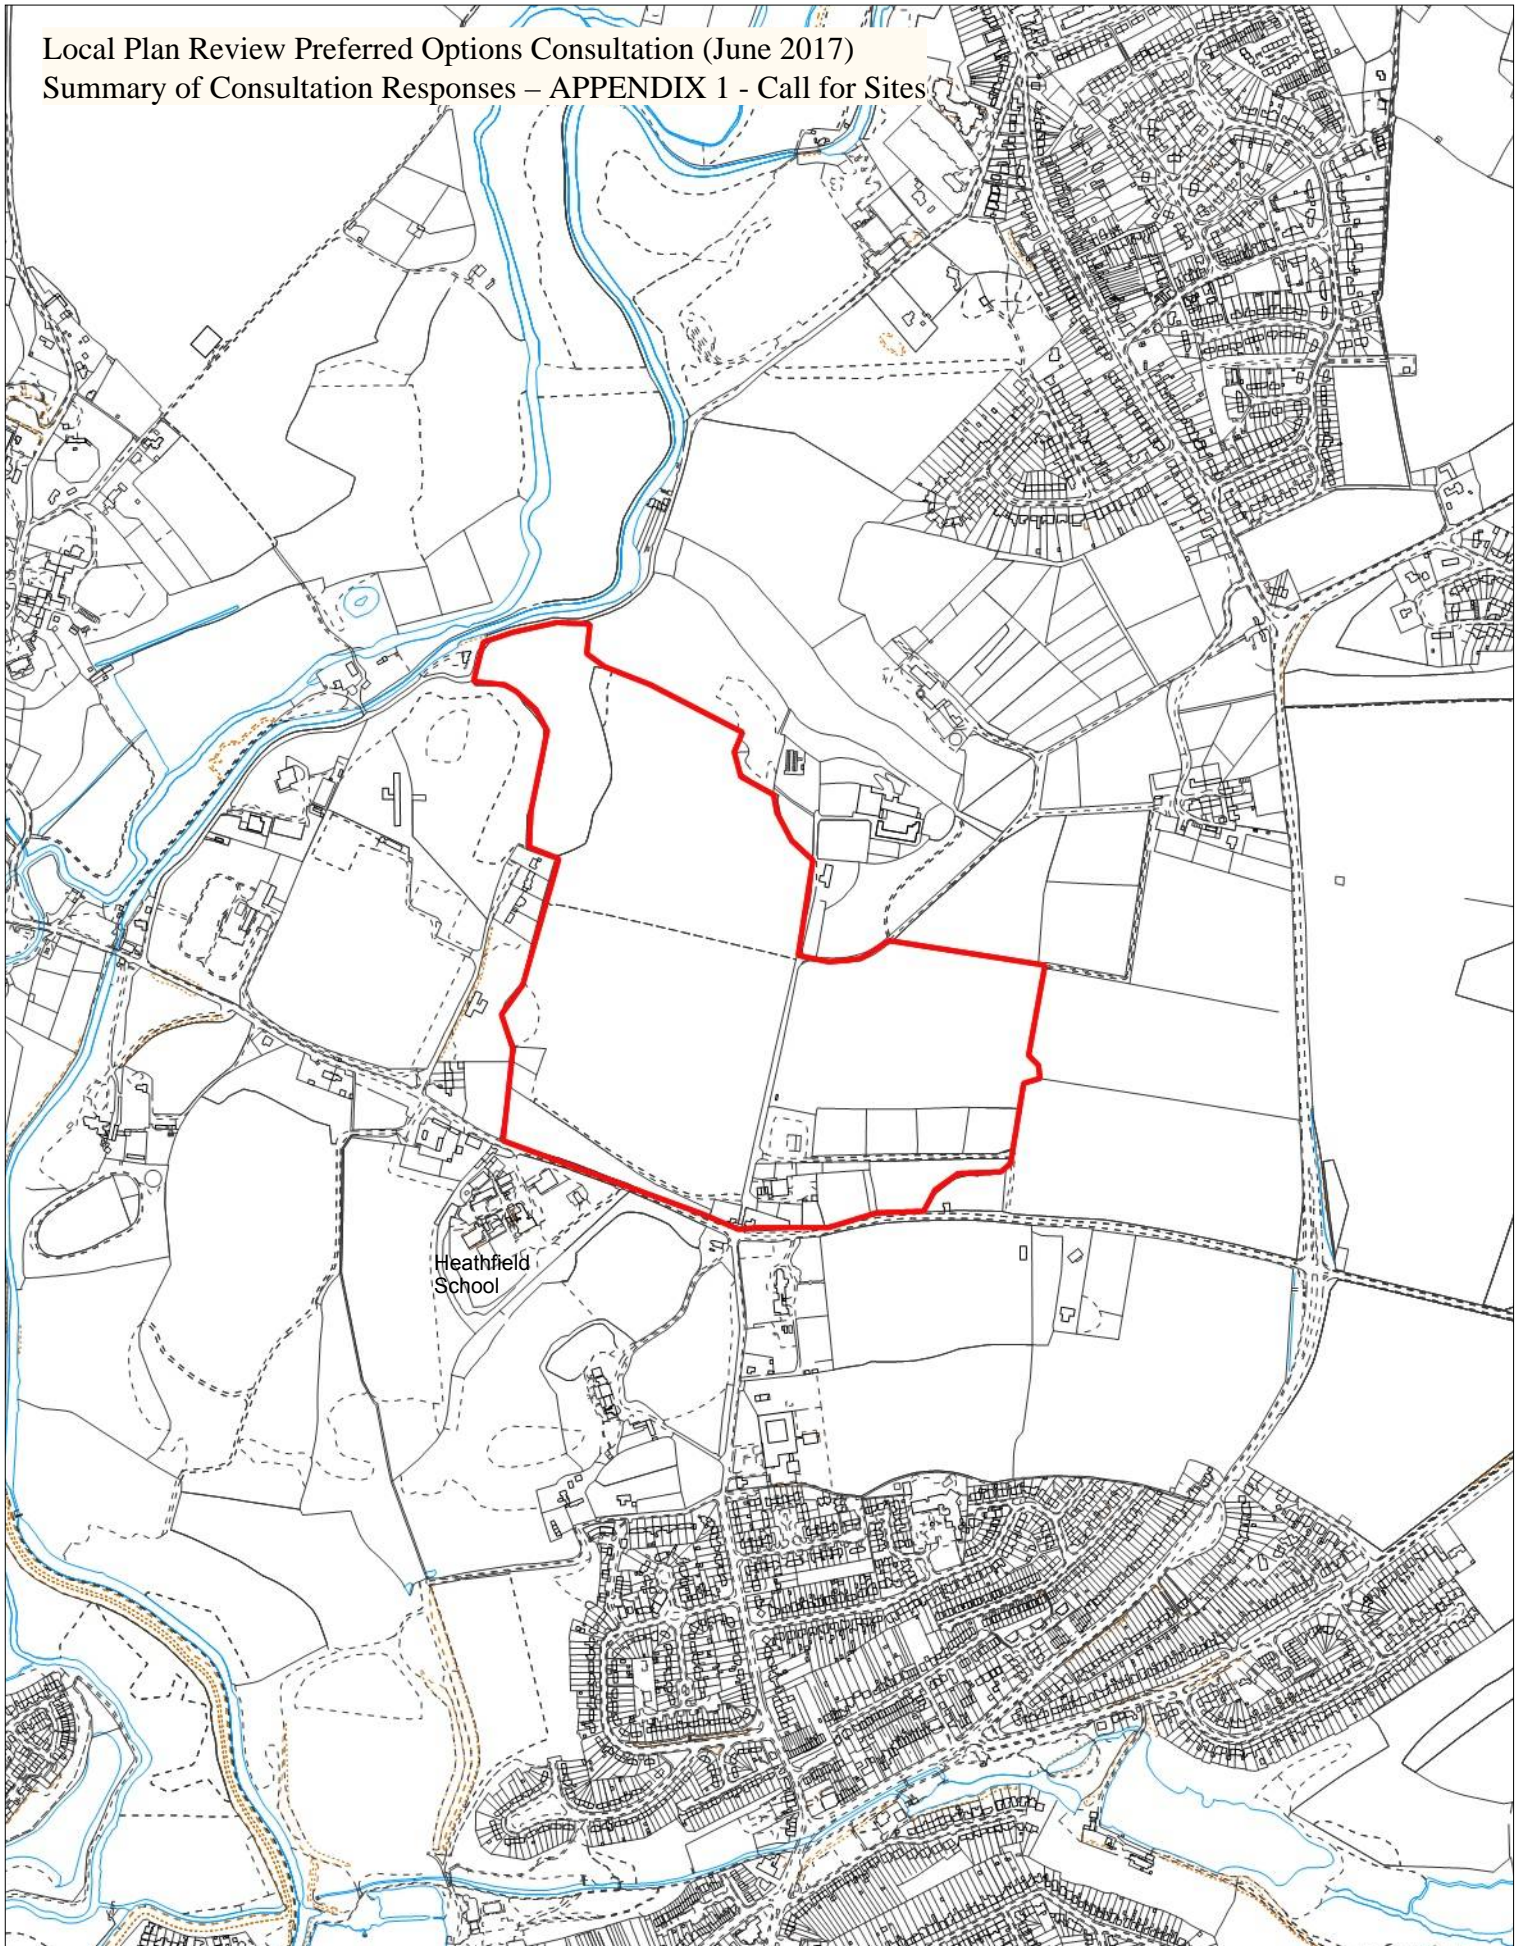 Local Plan Review Preferred Options Consultation (June 2017)
Summary of Consultation Responses – APPENDIX 1 - Call for Sites
Heathfield
School